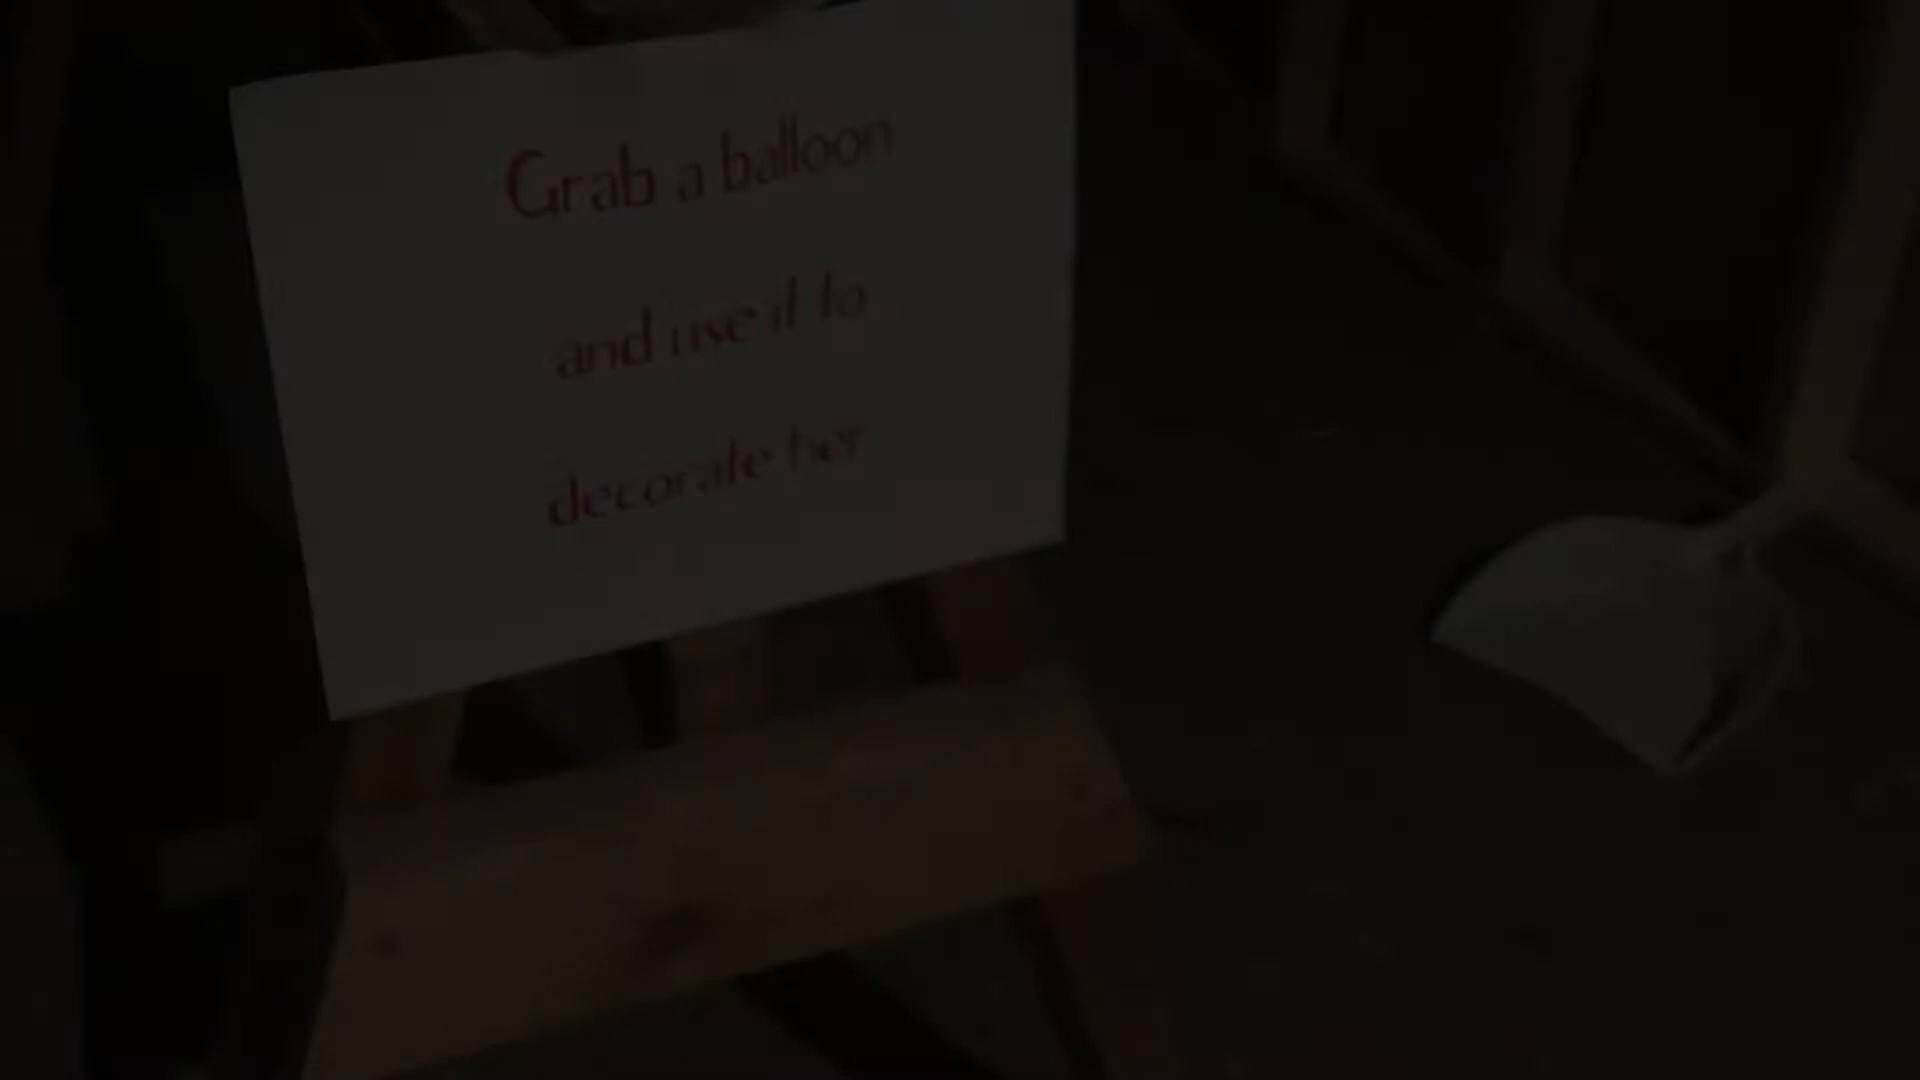 Grab a balloon
and use it to
decorate her